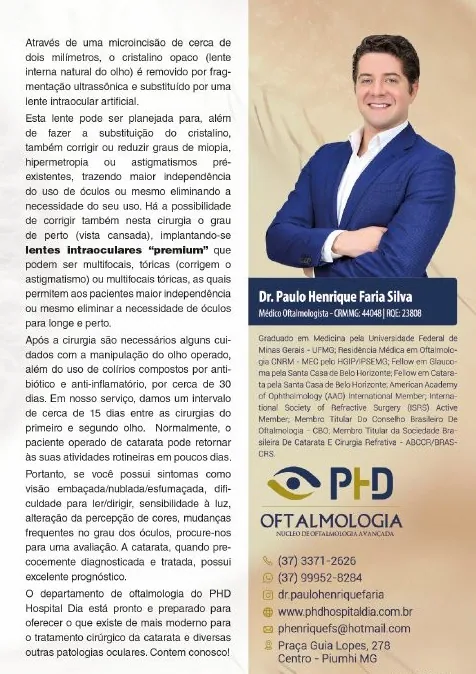 Através de uma microincisão de cerca de
dois milímetros, o cristalino opaco (lente
interna natural do olho) é removido por frag-
mentação ultrassônica e substituído por uma
lente intraocular artificial.
Esta lente pode ser planejada para, além
de fazer a substituição do cristalino,
também corrigir ou reduzir graus de miopia,
hipermetropia ou astigmatismos pré-
existentes, trazendo maior independência
do uso de óculos ou mesmo eliminando a
necessidade do seu uso. Há a possibilidade
de corrigir também nesta cirurgia o grau
de perto (vista cansada), implantando-se
lentes intraoculares “premium” que
podem ser multifocais, tóricas (corrigem o
astigmatismo) ou multifocais tóricas, as quais
permitem aos pacientes maior independência
ou mesmo eliminar a necessidade de óculos
para longe e perto.
Após a cirurgia são necessários alguns cui-
dados com a manipulação do olho operado,
além do uso de colírios compostos por anti-
biótico e anti-inflamatório, por cerca de 30
dias. Em nosso serviço, damos um intervalo
de cerca de 15 dias entre as cirurgias do
primeiro e segundo olho. Normalmente, o
paciente operado de catarata pode retornar
às suas atividades rotineiras em poucos dias.
Portanto, se você possui sintomas como
visão embaçada/nublada/esfumaçada, difi-
culdade para ler/dirigir, sensibilidade à luz,
alteração da percepção de cores, mudanças
frequentes no grau dos óculos, procure-nos
para uma avaliação. A catarata, quando pre-
cocemente diagnosticada e tratada, possui
excelente prognóstico.
O departamento de oftalmologia do PHD
Hospital Dia está pronto e preparado para
oferecer o que existe de mais moderno para
o tratamento cirúrgico da catarata e diversas
outras patologias oculares. Contem conosco!
Dr. Paulo Henrique Faria Silva
Médico Oftalmologista - CRMMG: 44048 | RQE: 23808
Graduado em Medicina pela Universidade Federal de
Minas Gerais - UFMG; Residência Médica em Oftalmolo-
gia CNRM - MEC pelo HGIP/IPSEMG; Fellow em Glauco-
ma pela Santa Casa de Belo Horizonte; Fellow em Catara-
ta pela Santa Casa de Belo Horizonte; American Academy
of Ophthalmology (AAO) International Member; Interna-
tional Society of Refractive Surgery (ISRS) Active
Member; Membro Titular Do Conselho Brasileiro De
Oftalmologia - CBO; Membro Titular da Sociedade Bra-
sileira De Catarata E Cirurgia Refrativa - ABCCR/BRAS-
CRS.
PHD
OFTALMOLOGIA
NÚCLEO DE OFTALMOLOGIA AVANÇADA
(37) 3371-2626
(37) 99952-8284
dr.paulohenriquefaria
www.phdhospitaldia.com.br
phenriquefs@hotmail.com
Praça Guia Lopes, 278
Centro - Piumhi MG